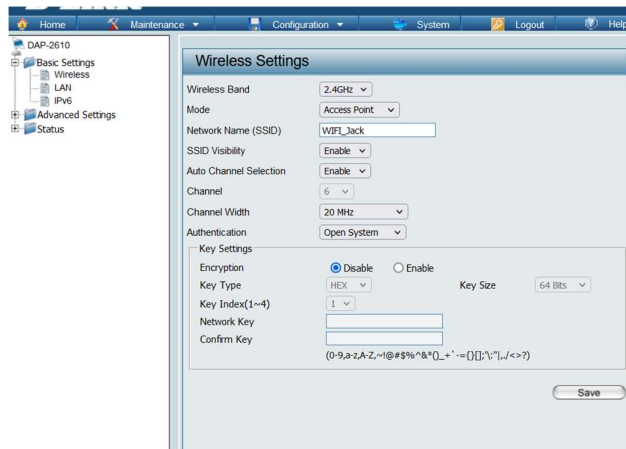 Home Maintenance Configuration System Logout Help
DAP-2610
Basic Settings
Wireless
LAN
IPv6
Advanced Settings
Status
Wireless Settings
Wireless Band 2.4GHz
Mode Access Point
Network Name (SSID) WIFI_Jack
SSID Visibility Enable
Auto Channel Selection Enable
Channel 6
Channel Width 20 MHz
Authentication Open System
Key Settings
Encryption Disable Enable
Key Type HEX Key Size 64 Bits
Key Index(1~4) 1
Network Key
Confirm Key
(0-9,a-z,A-Z,~!@#$%^&*()_+`-={}[];'\:"|,./<>?)
Save